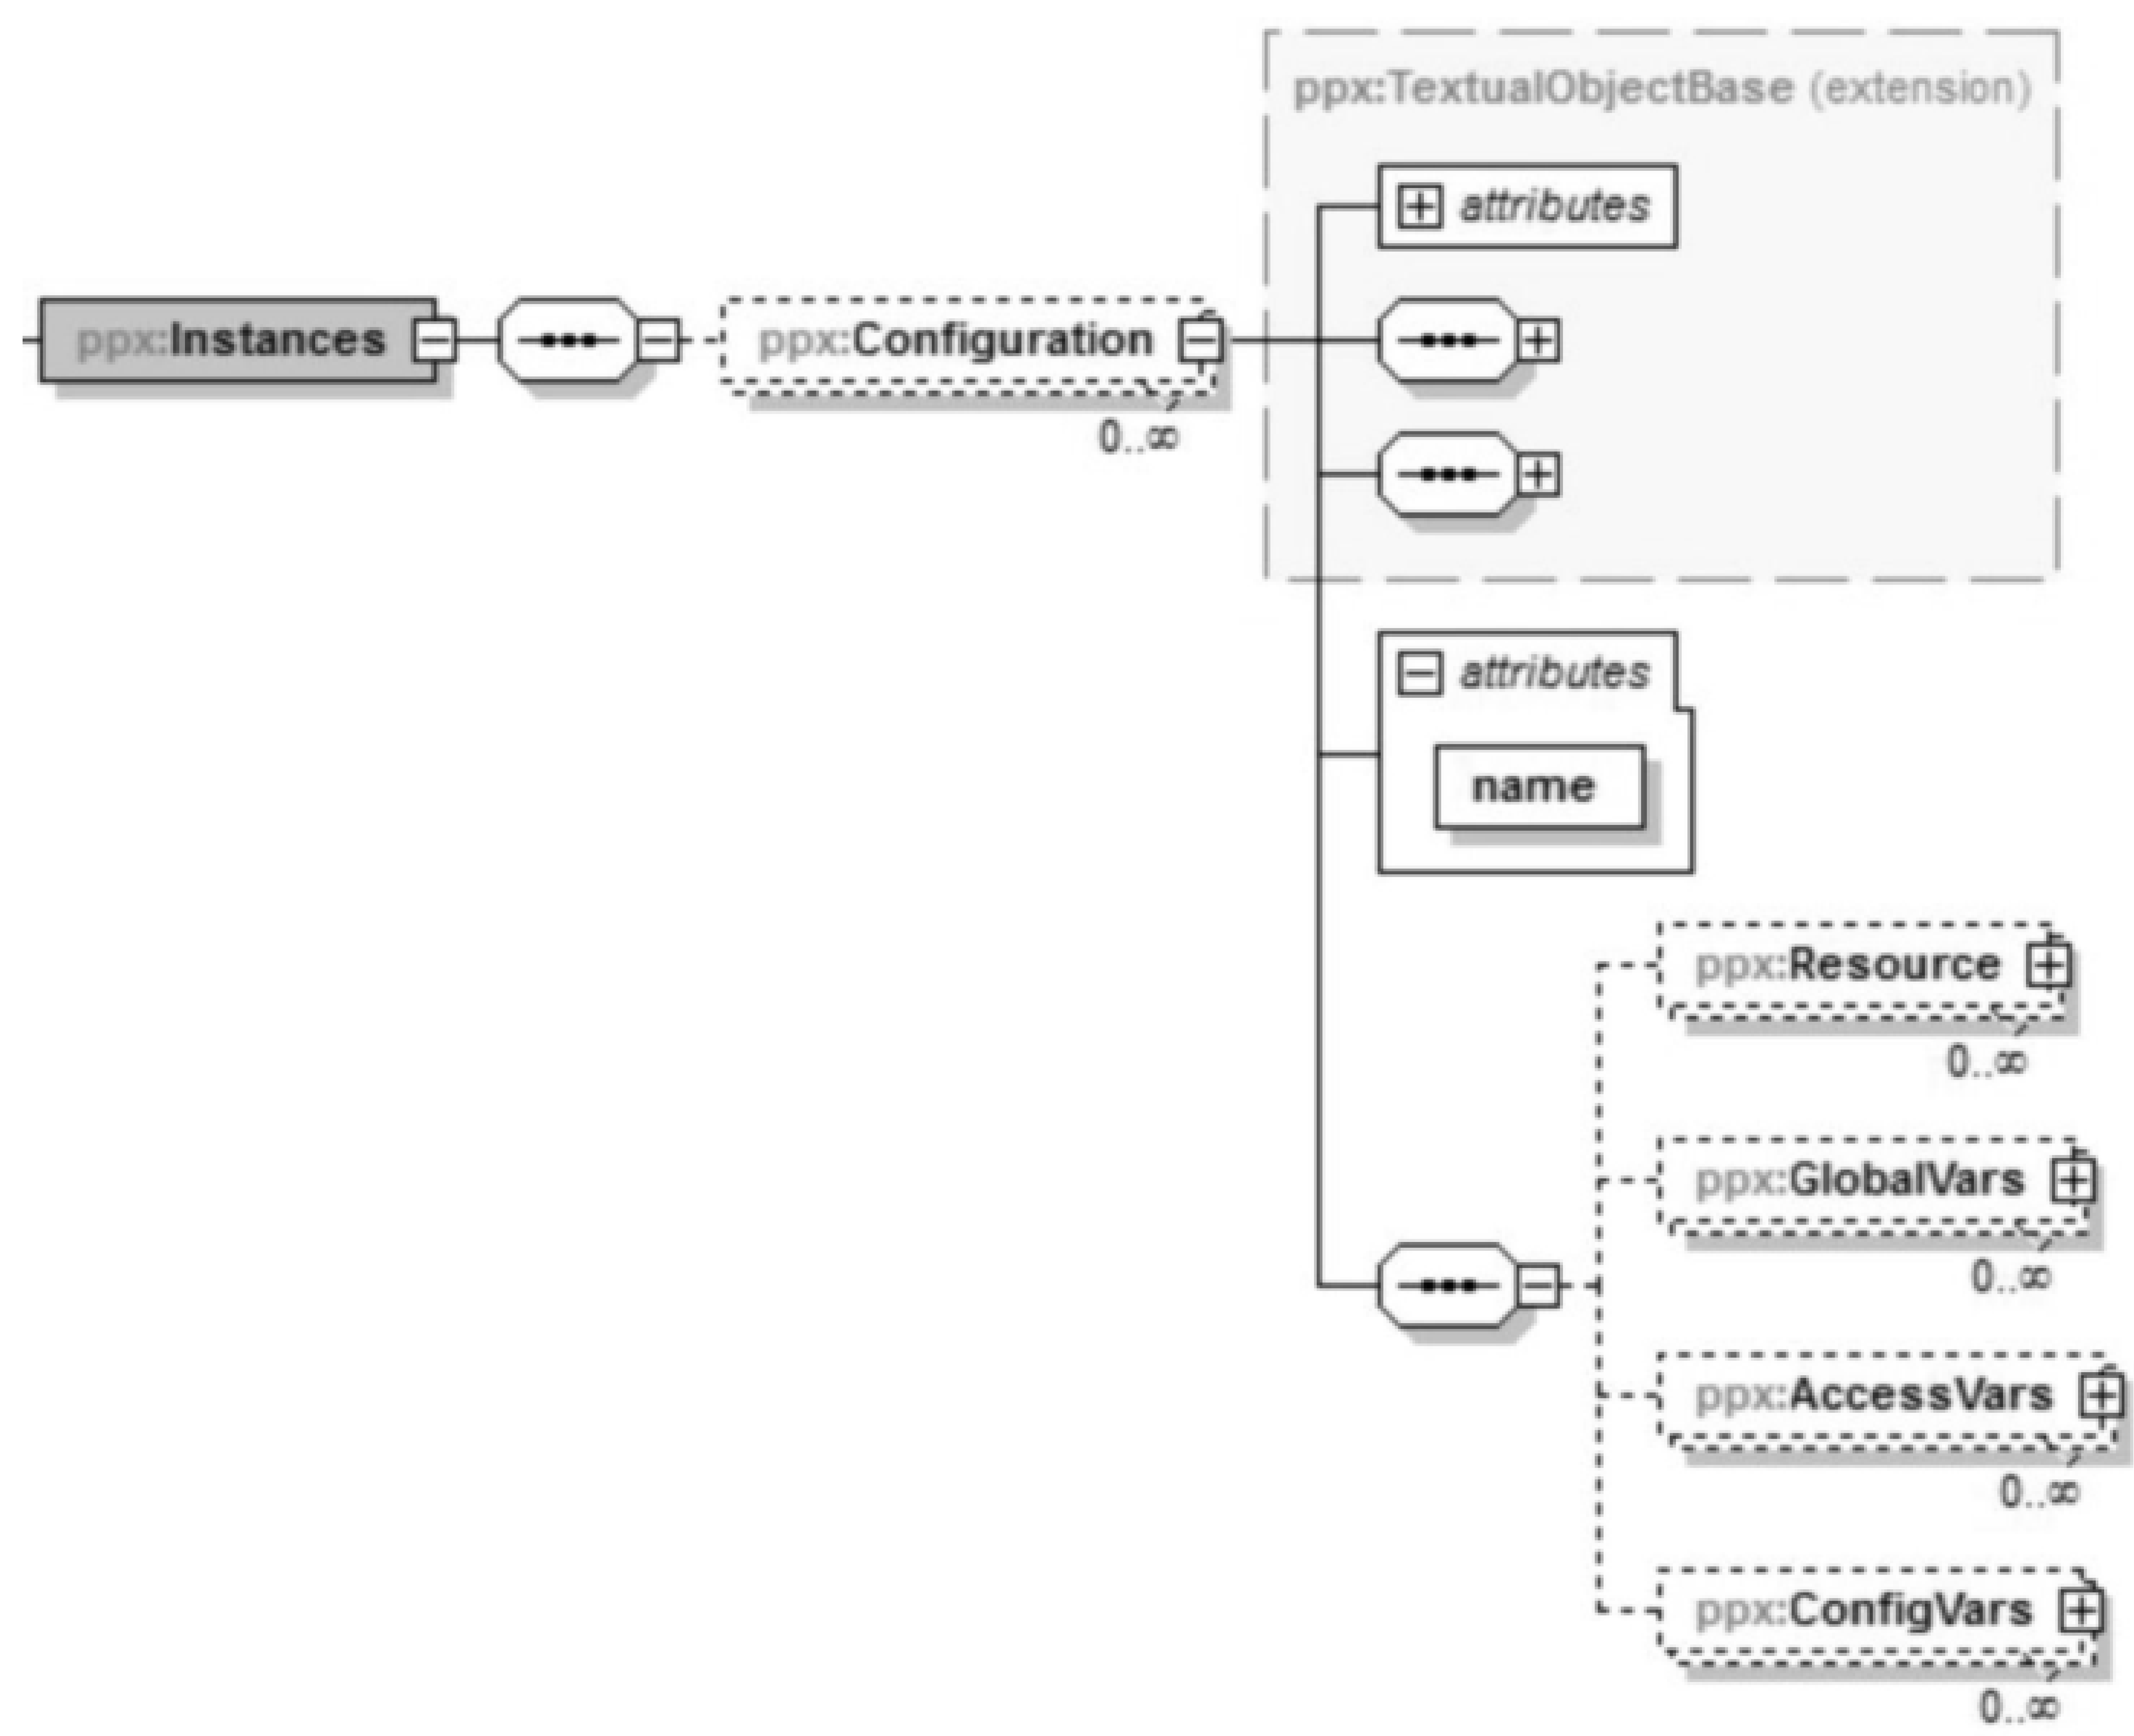 ppx:TextualObjectBase (extension)
attributes
ppx:Instances
ppx:Configuration
0..∞
attributes
name
ppx:Resource
0..∞
ppx:GlobalVars
0..∞
ppx:AccessVars
0..∞
ppx:ConfigVars
0..∞